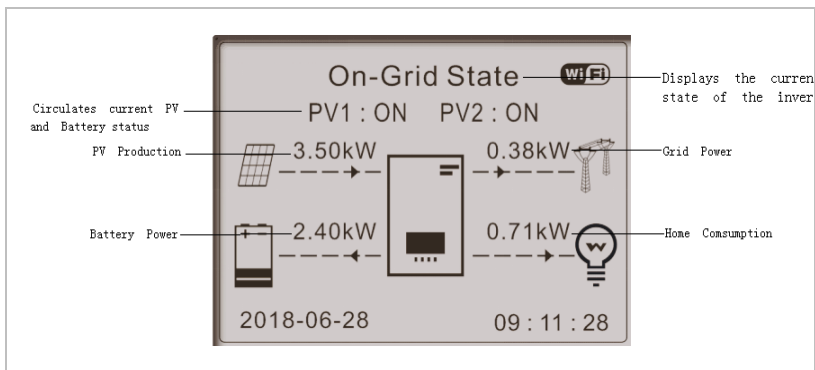 On-Grid State
WiFi
Displays the curren
state of the inver
Circulates current PV
and Battery status
PV1 : ON PV2 : ON
PV Production
3.50kW
0.38kW
Grid Power
Battery Power
2.40kW
0.71kW
Home Comsumption
2018-06-28
09 : 11 : 28